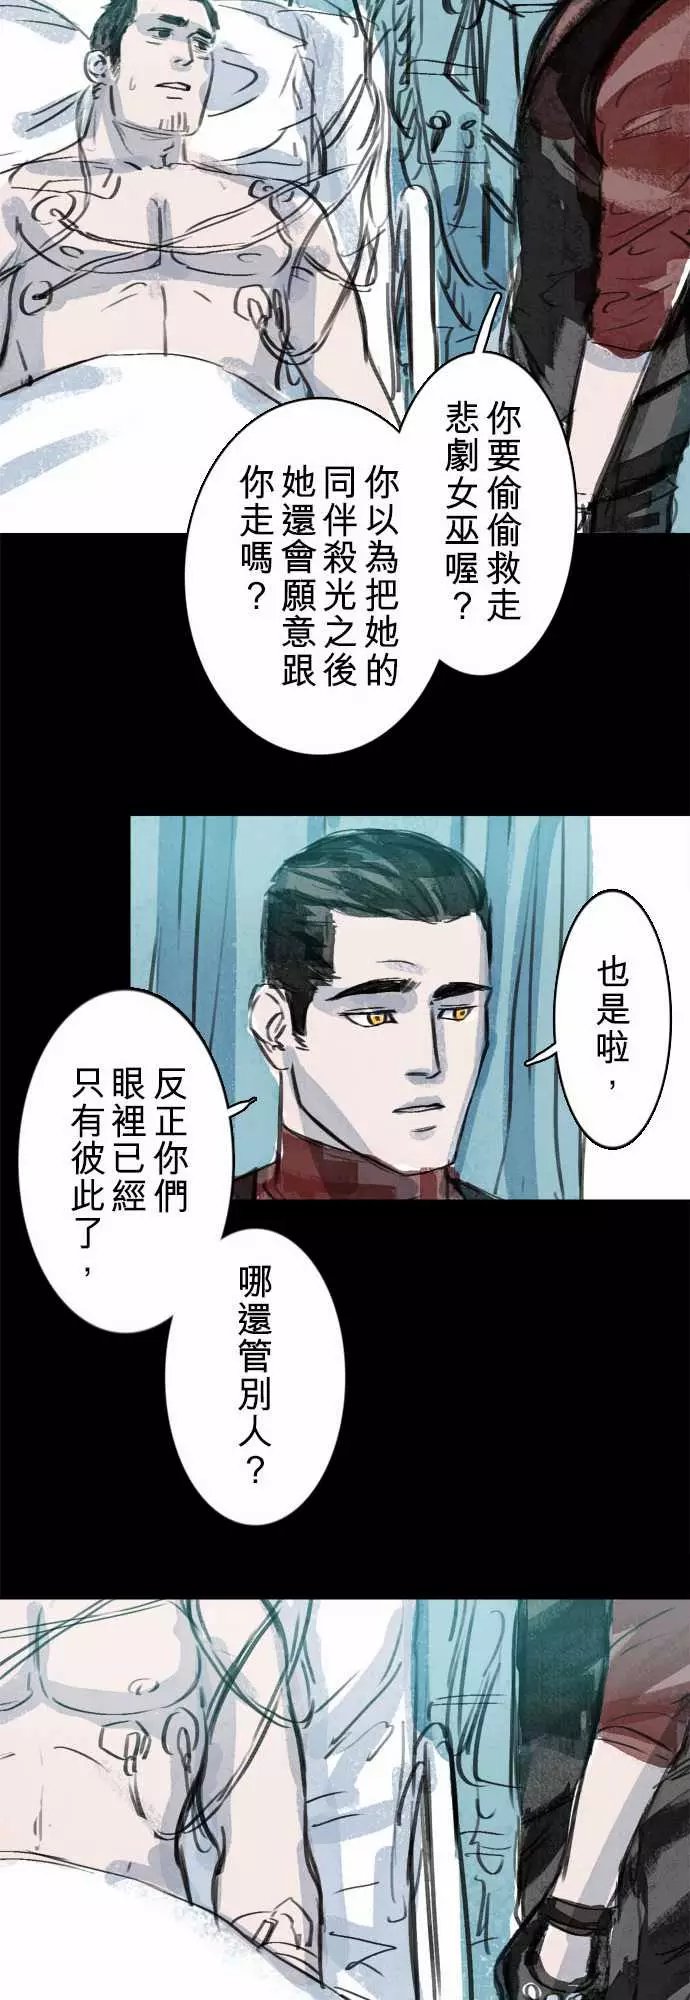 你要偷偷救走
悲劇女巫喔？
你以為把她的
同伴殺光之後
她還會願意跟
你走嗎？
也是啦，
反正你們
眼裡已經
只有彼此了，
哪還管別人？